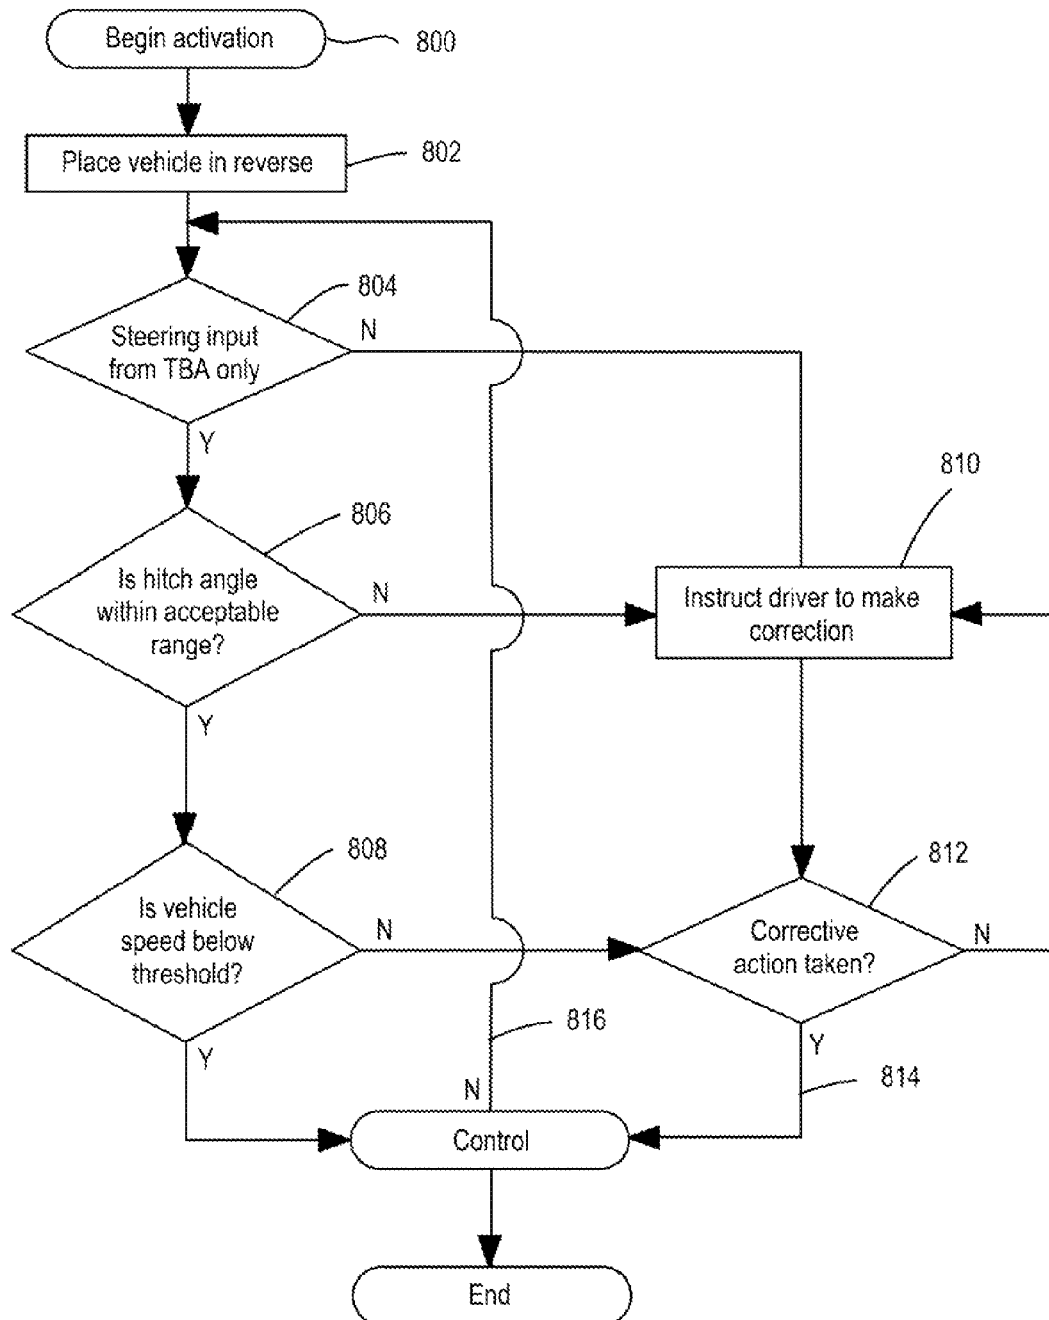 Begin activation
800
Place vehicle in reverse
802
804
Steering input
from TBA only
N
Y
806
Is hitch angle
within acceptable
range?
N
Y
810
Instruct driver to make
correction
808
Is vehicle
speed below
threshold?
N
Y
812
Corrective
action taken?
N
Y
814
816
N
Control
End